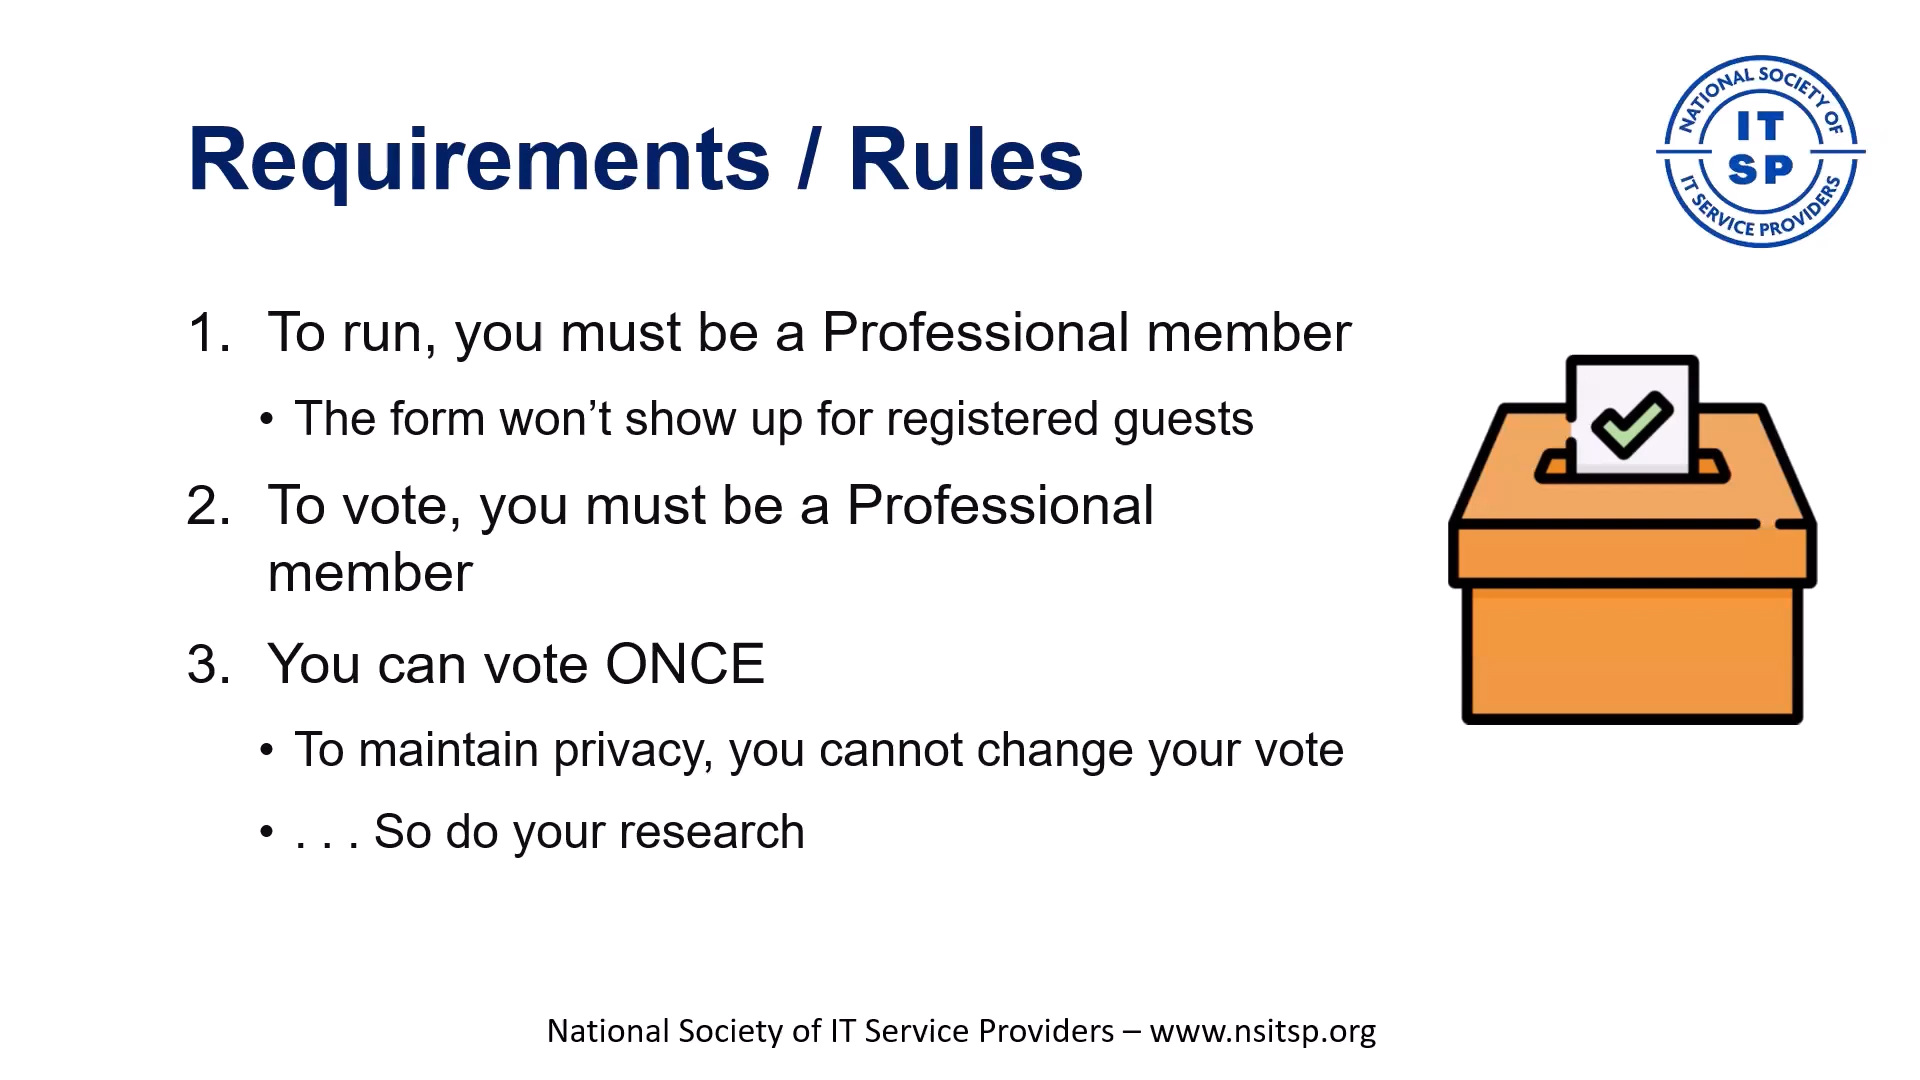 Requirements / Rules
NATIONAL SOCIETY OF
IT
SP
IT SERVICE PROVIDERS
1. To run, you must be a Professional member
• The form won’t show up for registered guests
2. To vote, you must be a Professional
member
3. You can vote ONCE
• To maintain privacy, you cannot change your vote
• . . . So do your research
National Society of IT Service Providers – www.nsitsp.org